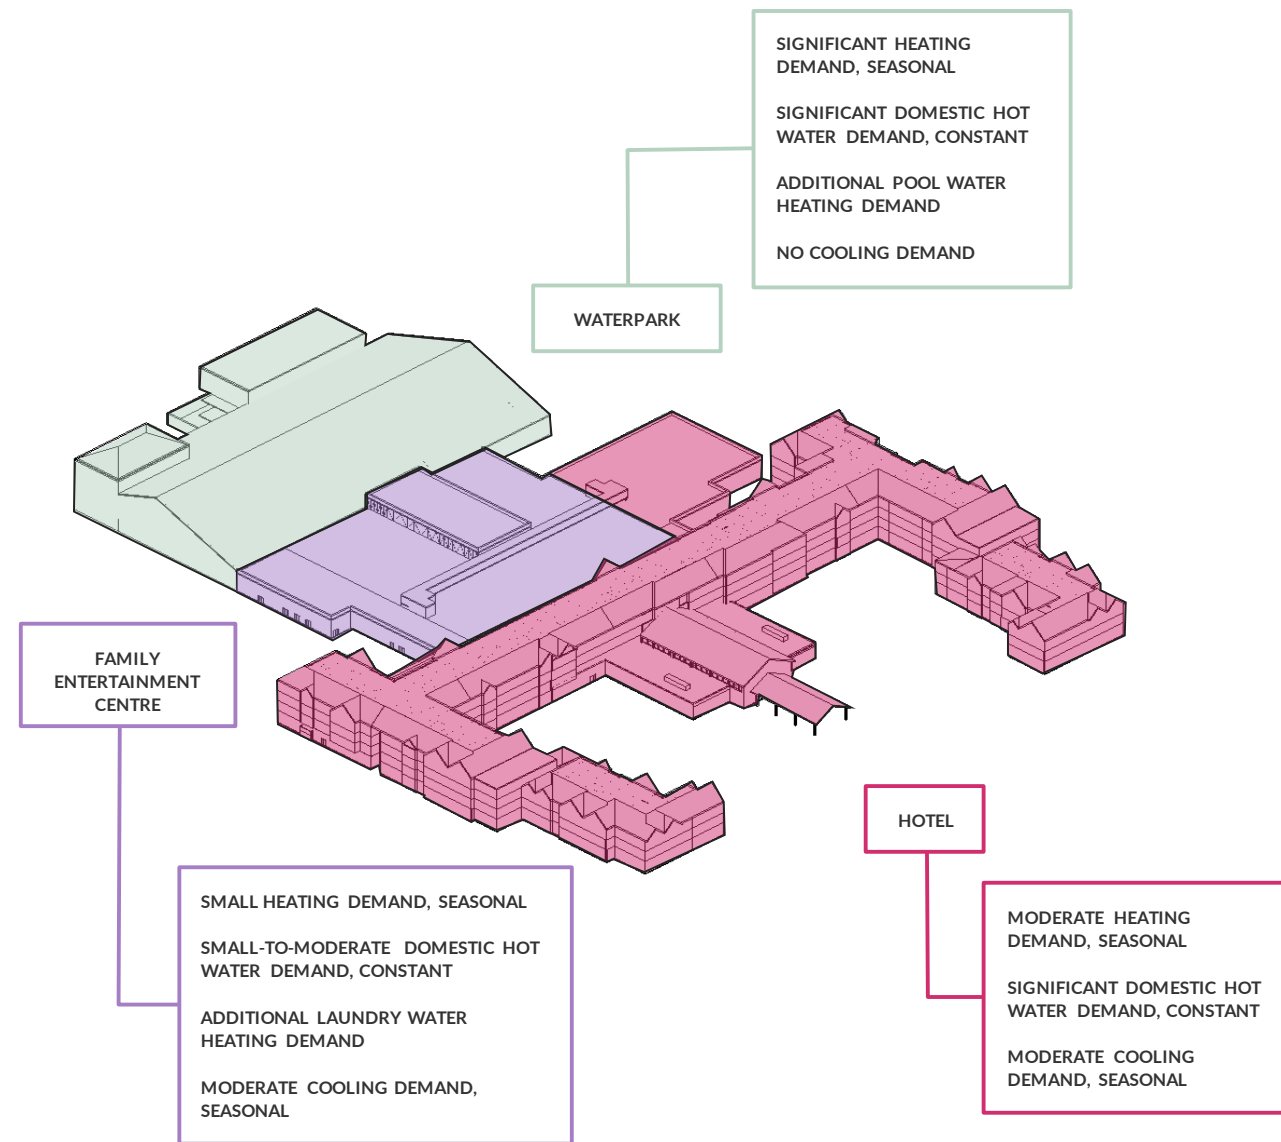 SIGNIFICANT HEATING
DEMAND, SEASONAL
SIGNIFICANT DOMESTIC HOT
WATER DEMAND, CONSTANT
ADDITIONAL POOL WATER
HEATING DEMAND
NO COOLING DEMAND
WATERPARK
FAMILY
ENTERTAINMENT
CENTRE
SMALL HEATING DEMAND, SEASONAL
SMALL-TO-MODERATE DOMESTIC HOT
WATER DEMAND, CONSTANT
ADDITIONAL LAUNDRY WATER
HEATING DEMAND
MODERATE COOLING DEMAND,
SEASONAL
HOTEL
MODERATE HEATING
DEMAND, SEASONAL
SIGNIFICANT DOMESTIC HOT
WATER DEMAND, CONSTANT
MODERATE COOLING
DEMAND, SEASONAL